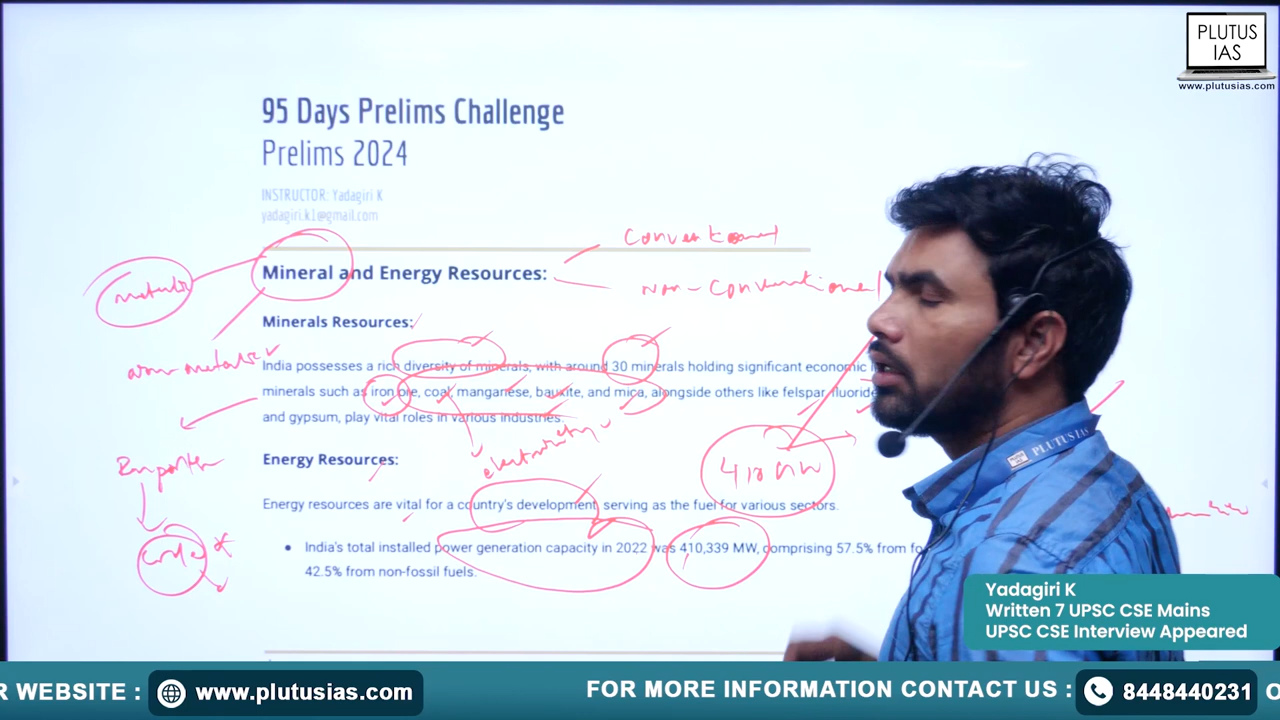 PLUTUS
IAS
www.plutusias.com
95 Days Prelims Challenge
Prelims 2024
INSTRUCTOR: Yadagiri K
yadagiri.k1@gmail.com
Conventional
Mineral and Energy Resources:
non-conventional
metallic
Minerals Resources:
non-metallic
India possesses a rich diversity of minerals, with around 30 minerals holding significant economic
minerals such as iron ore, coal, manganese, bauxite, and mica, alongside others like felspar, fluoride
and gypsum, play vital roles in various industries.
electricity
Energy Resources:
410 MW
Energy resources are vital for a country's development, serving as the fuel for various sectors.
India's total installed power generation capacity in 2022 was 410,339 MW, comprising 57.5% from
42.5% from non-fossil fuels.
PLUTUS IAS
Yadagiri K
Written 7 UPSC CSE Mains
UPSC CSE Interview Appeared
R WEBSITE : www.plutusias.com
FOR MORE INFORMATION CONTACT US : 8448440231